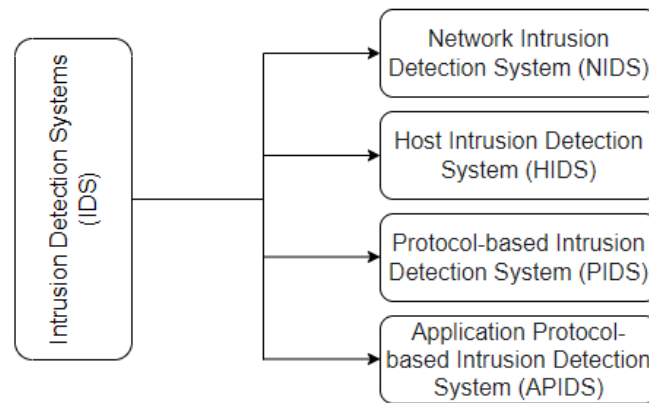 Intrusion Detection Systems
(IDS)
Network Intrusion
Detection System (NIDS)
Host Intrusion Detection
System (HIDS)
Protocol-based Intrusion
Detection System (PIDS)
Application Protocol-
based Intrusion Detection
System (APIDS)